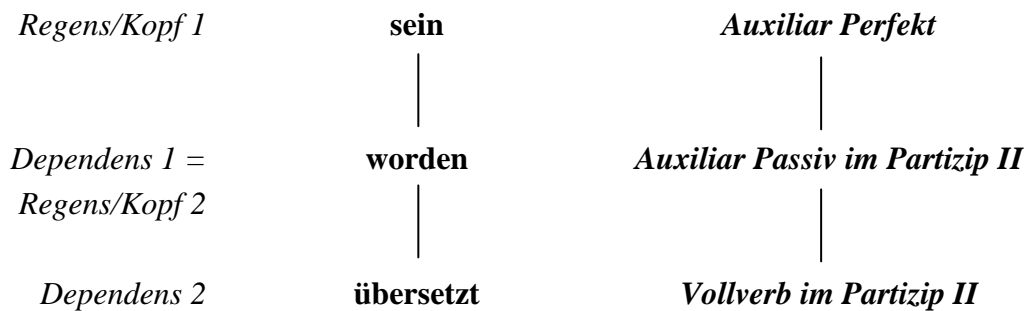 Regens/Kopf 1 sein Auxiliar Perfekt
Dependens 1 = worden Auxiliar Passiv im Partizip II
Regens/Kopf 2
Dependens 2 übersetzt Vollverb im Partizip II